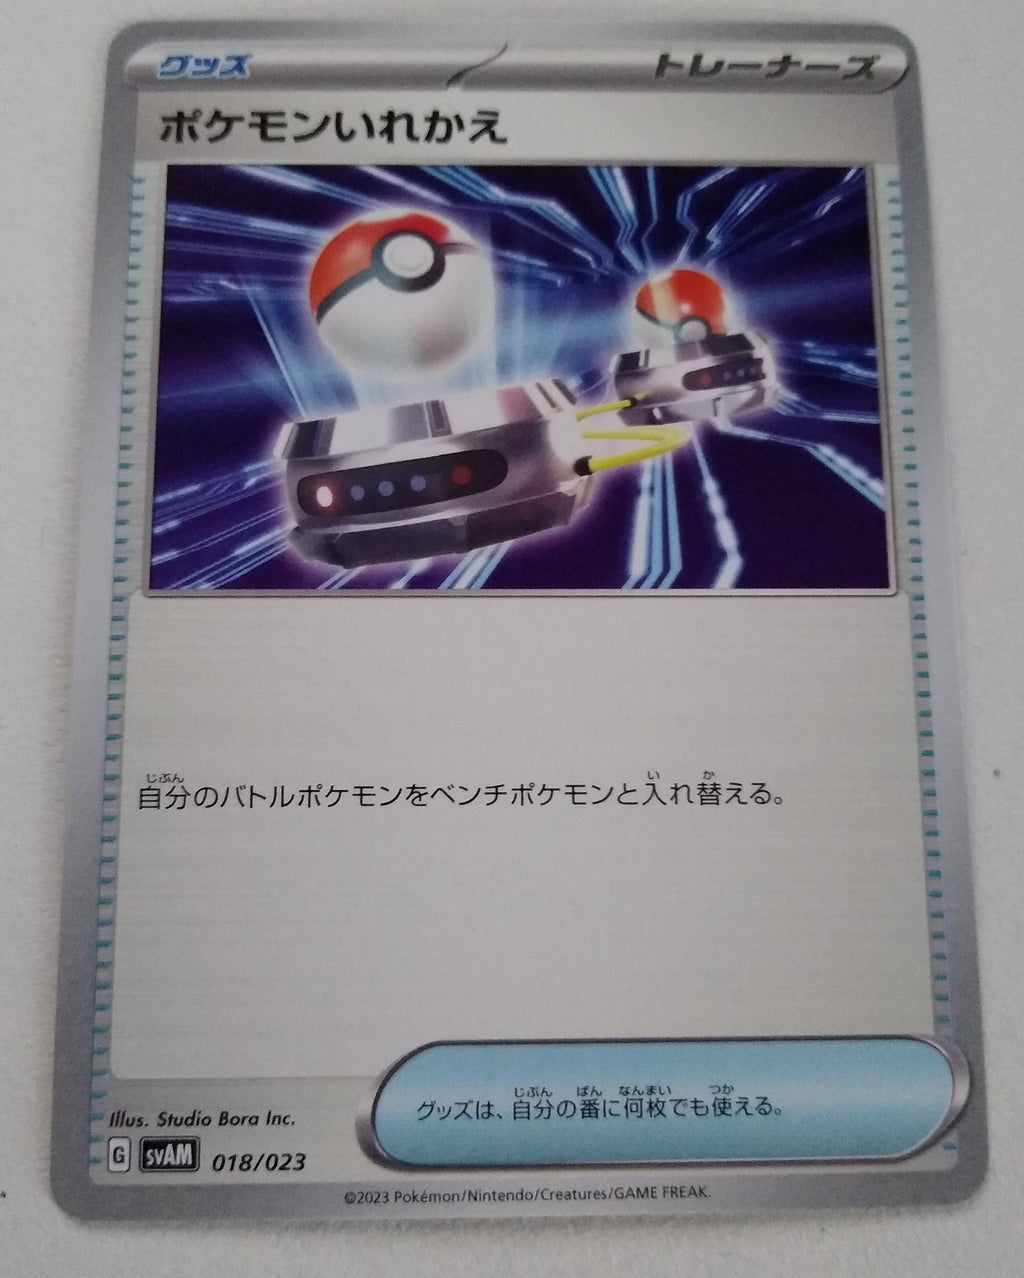 グッズ
トレーナーズ
ポケモンいれかえ
じぶん い か
自分のバトルポケモンをベンチポケモンと入れ替える。
じぶん ばん なんまい つか
グッズは、自分の番に何枚でも使える。
Illus. Studio Bora Inc.
G svAM 018/023
©2023 Pokémon/Nintendo/Creatures/GAME FREAK.